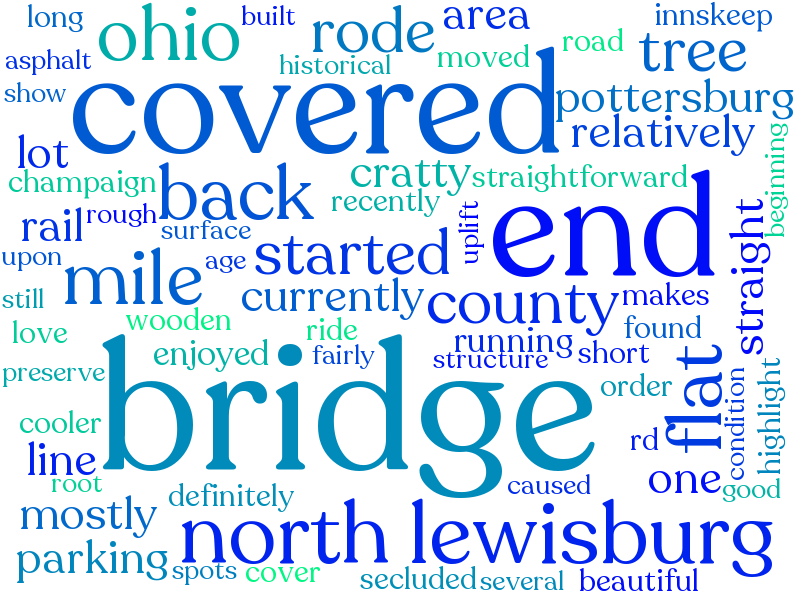 long
built
area
innskeep
ohio
rode
road
tree
asphalt
historical
moved
show
covered
pottersburg
relatively
lot
beginning
champaign
back
cratty
straightforward
recently
end
rail
rough
surface
uplift
straight
upon
mile
age
started
still
currently
county
makes
love
wooden
ride
running
found
enjoyed
fairly
structure
short
flat
preserve
bridge
order
condition
highlight
cooler
line
rd
root
one
good
mostly
definitely
caused
north lewisburg
parking
spots
cover
secluded
several
beautiful